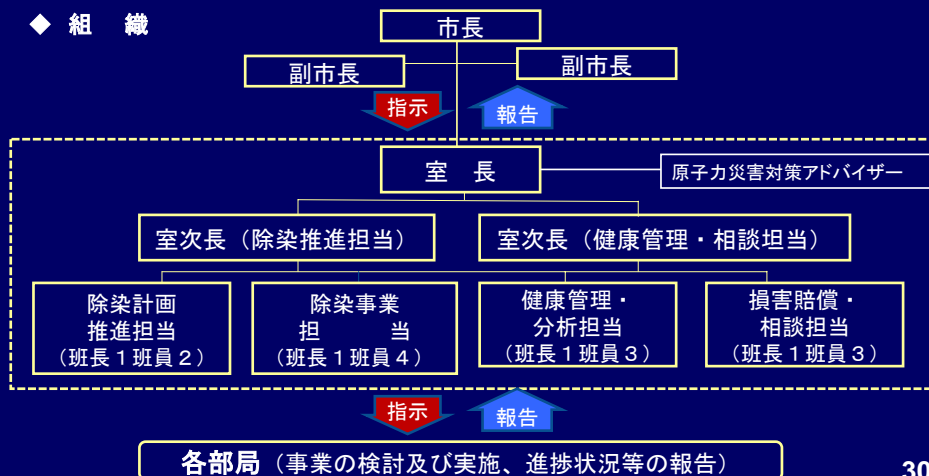 ◆ 組 織
市長
副市長
副市長
指示
報告
室 長
原子力災害対策アドバイザー
室次長（除染推進担当）
室次長（健康管理・相談担当）
除染計画
推進担当
（班長１班員２）
除染事業
担 当
（班長１班員４）
健康管理・
分析担当
（班長１班員３）
損害賠償・
相談担当
（班長１班員３）
指示
報告
各部局（事業の検討及び実施、進捗状況等の報告）
30